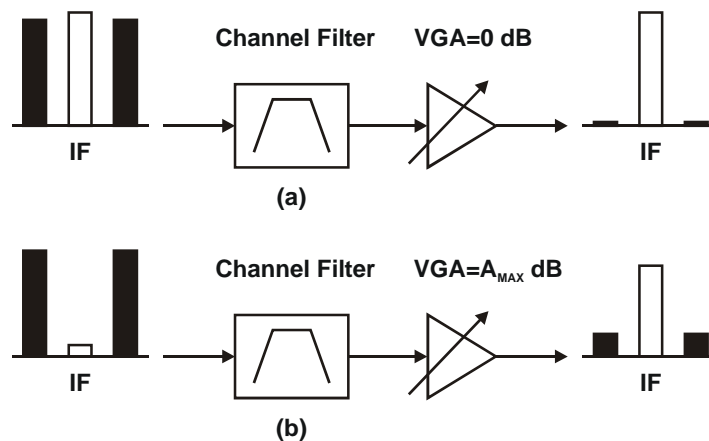 Channel Filter VGA=0 dB
IF IF
(a)
Channel Filter VGA=A_MAX dB
IF IF
(b)